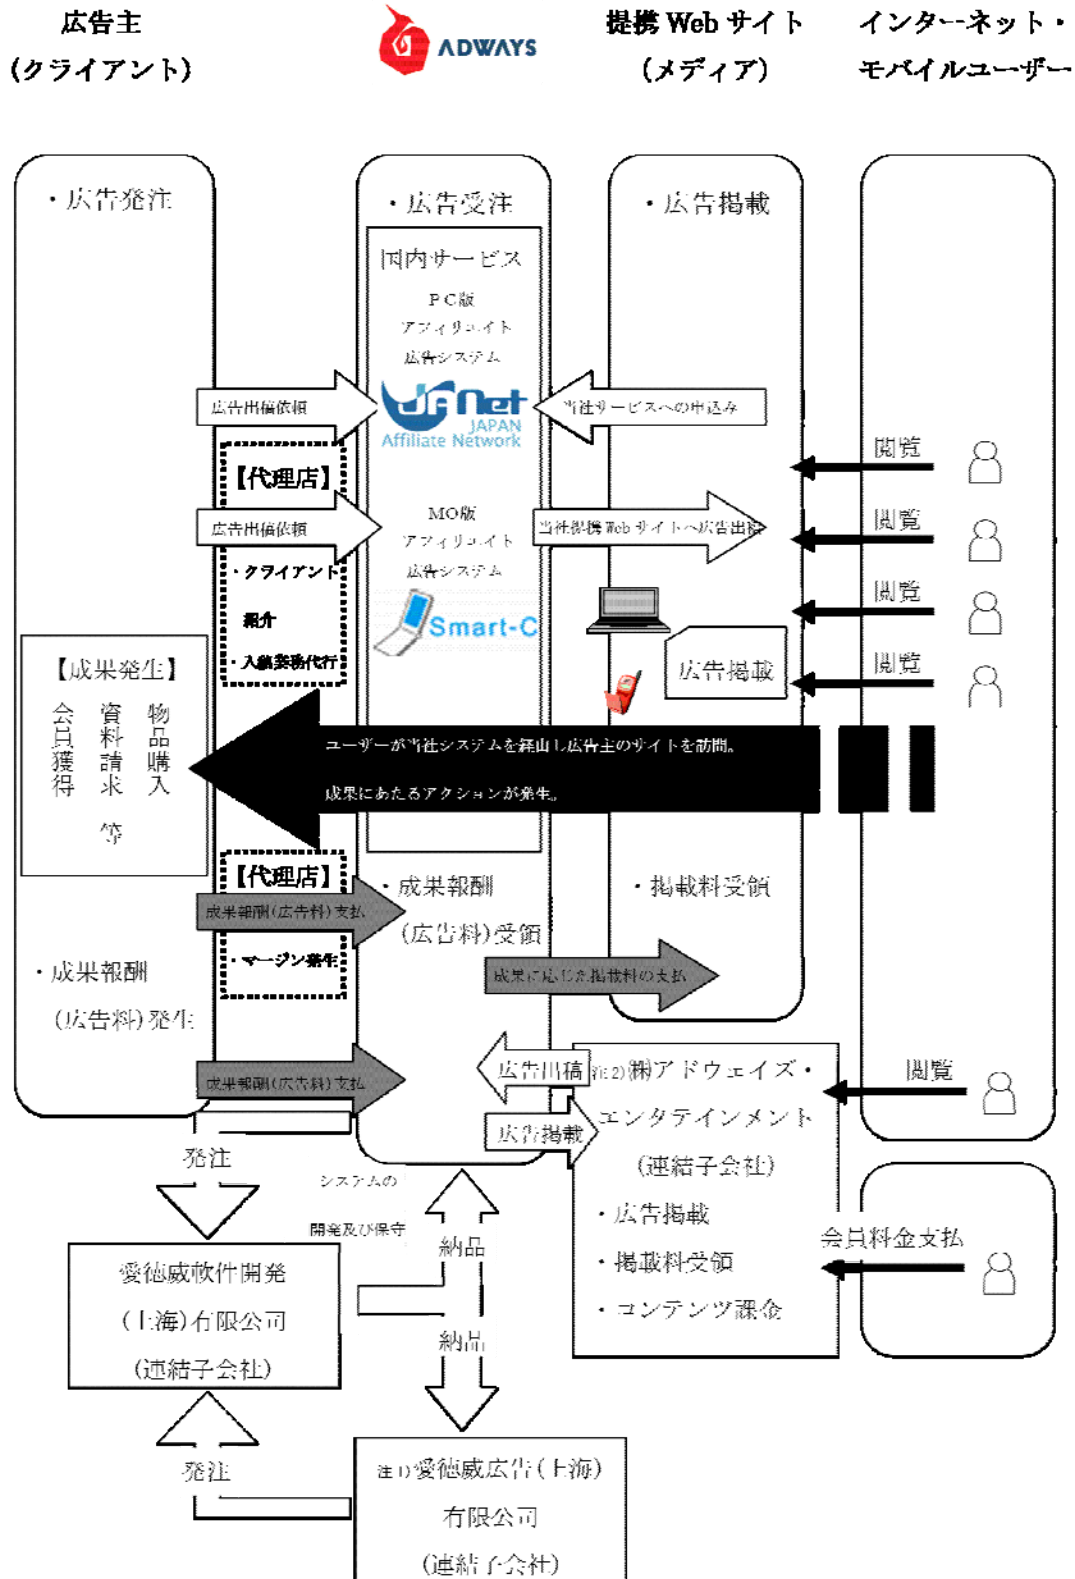 広告主
(クライアント)
ADWAYS
提携 Web サイト
(メディア)
インターネット・
モバイルユーザー
・広告発注
・広告受注
・広告掲載
国内サービス
PC版
アフィリエイト
広告システム
広告出稿依頼
JANet
JAPAN
Affiliate Network
当社サービスへの申込み
【代理店】
閲覧
広告出稿依頼
MO版
アフィリエイト
広告システム
当社提携 Web サイトへ広告出稿
閲覧
・クライアント
紹介
・入稿業務代行
Smart-C
閲覧
広告掲載
閲覧
【成果発生】
物品購入
資料請求 等
会員獲得
ユーザーが当社システムを経由し広告主のサイトを訪問。
成果にあたるアクションが発生。
【代理店】
成果報酬(広告料)支払
・マージン発生
・成果報酬
(広告料)受領
・掲載料受領
成果に応じた掲載料の支払
・成果報酬
(広告料)発生
成果報酬(広告料)支払
広告出稿
広告掲載
注2)㈱アドウェイズ・
エンタテインメント
(連結子会社)
・広告掲載
・掲載料受領
・コンテンツ課金
閲覧
会員料金支払
発注
システムの
開発及び保守
納品
納品
愛徳威軟件開発
(上海)有限公司
(連結子会社)
発注
注1)愛徳威広告(上海)
有限公司
(連結子会社)